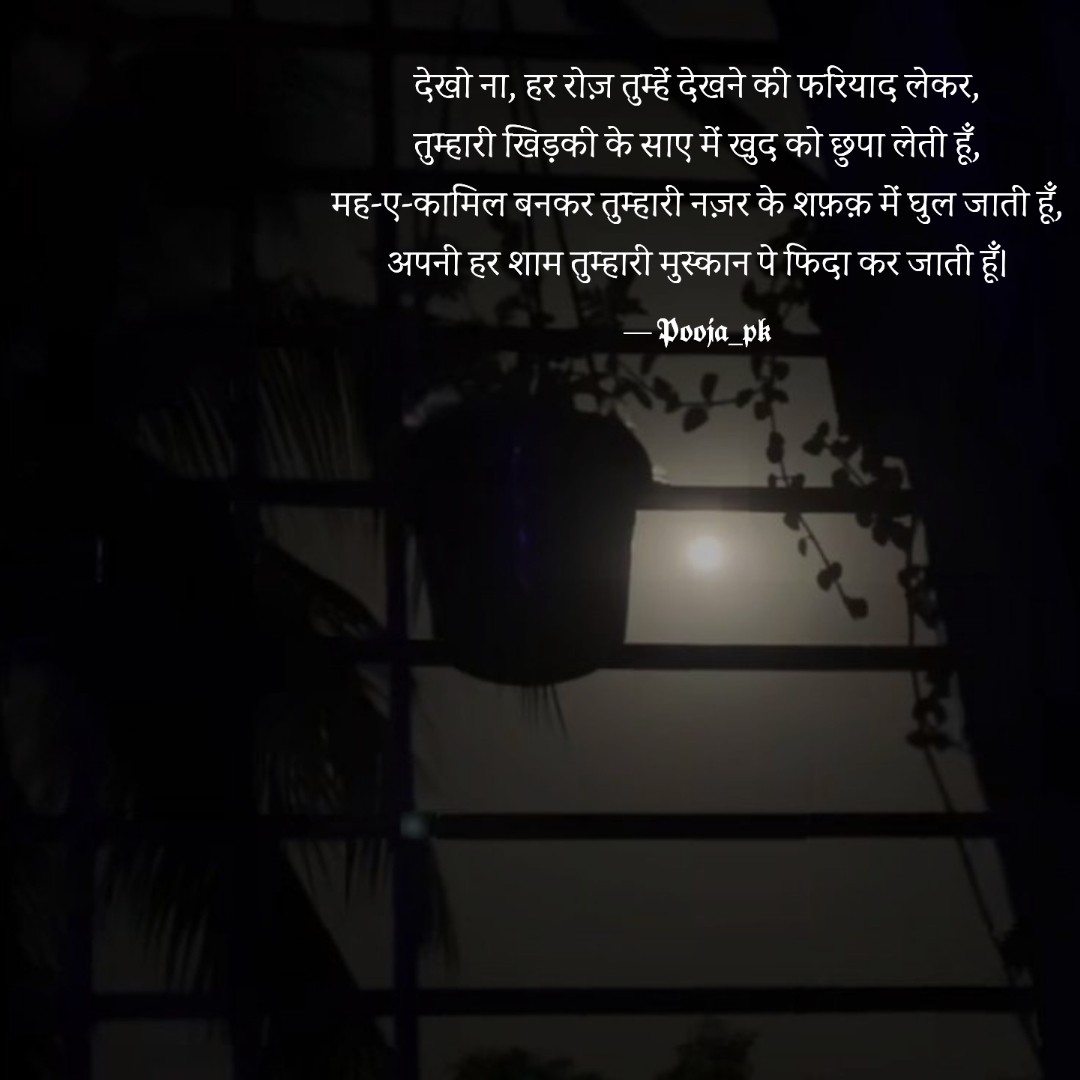 देखो ना, हर रोज़ तुम्हें देखने की फरियाद लेकर,
तुम्हारी खिड़की के साए में खुद को छुपा लेती हूँ,
मह-ए-कामिल बनकर तुम्हारी नज़र के शफ़क़ में घुल जाती हूँ,
अपनी हर शाम तुम्हारी मुस्कान पे फिदा कर जाती हूँ|
— Pooja_pk